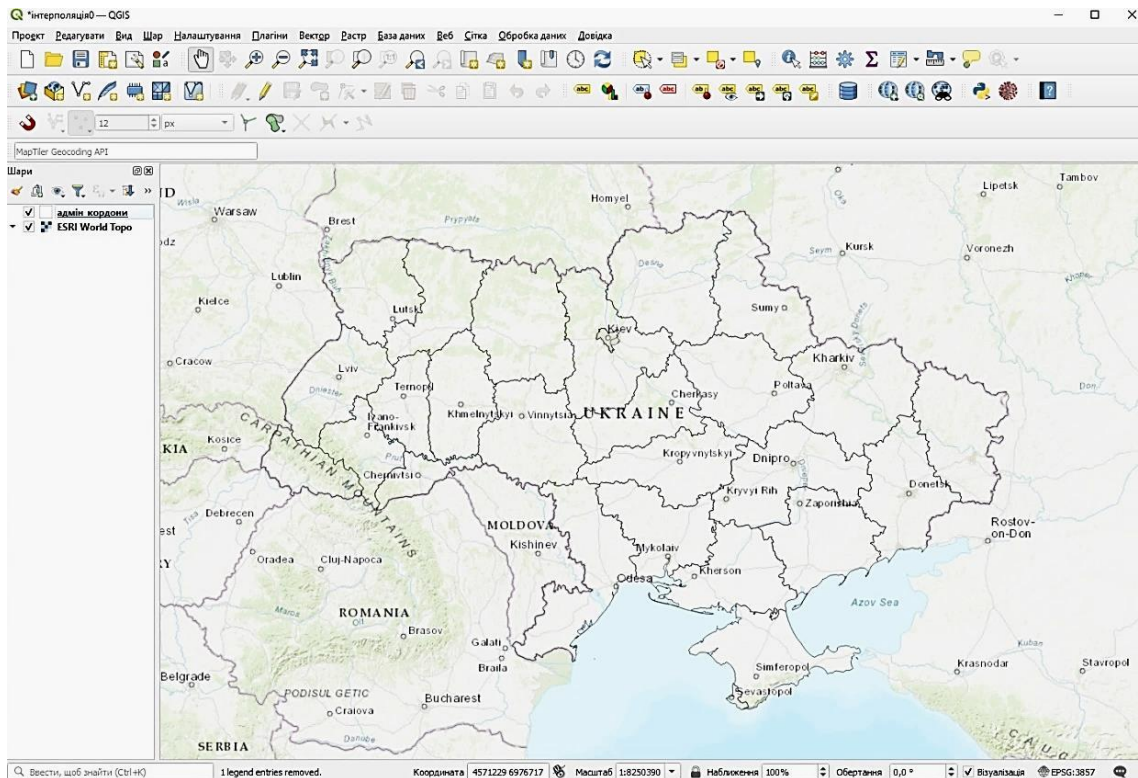 *інтерполяція0 — QGIS
Проєкт Редагувати Вид Шар Налаштування Плагіни Вектор Растр База даних Веб Сітка Обробка даних Довідка
12 px
MapTiler Geocoding API
Шари
адмін_кордони
ESRI World Topo
Warsaw
Brest
Prypyats
Homyel
Lipetsk
Tambov
Kursk
Voronezh
Seym
Desna
Lublin
Kielce
Lutsk
Sumy
Kiev
Kharkiv
Cracow
Lviv
Dniester
Ternopil
Ivano-
Frankivsk
Khmelnytskyi
Vinnytsia
UKRAINE
Cherkasy
Poltava
Don
Kosice
CARPATHIAN MOUNTAINS
Prut
Chernivtsi
Kropyvnytskyi
Dnipro
Donetsk
Kryvyi Rih
Zaporizhia
Debrecen
MOLDOVA
Kishinev
Rostov-
on-Don
Oradea
Cluj-Napoca
Mykolaiv
Kherson
Odesa
Azov Sea
ROMANIA
Brasov
Galati
Braila
Kuban
Krasnodar
Stavropol
Simferopol
Sevastopol
Belgrade
PODISUL GETIC
Craiova
Bucharest
Danube
SERBIA
Ввести, щоб знайти (Ctrl+K) 1 legend entries removed. Координата 4571229 6976717 Масштаб 1:8250390 Наближення 100% Обертання 0,0 ° Візуалізація EPSG:3857